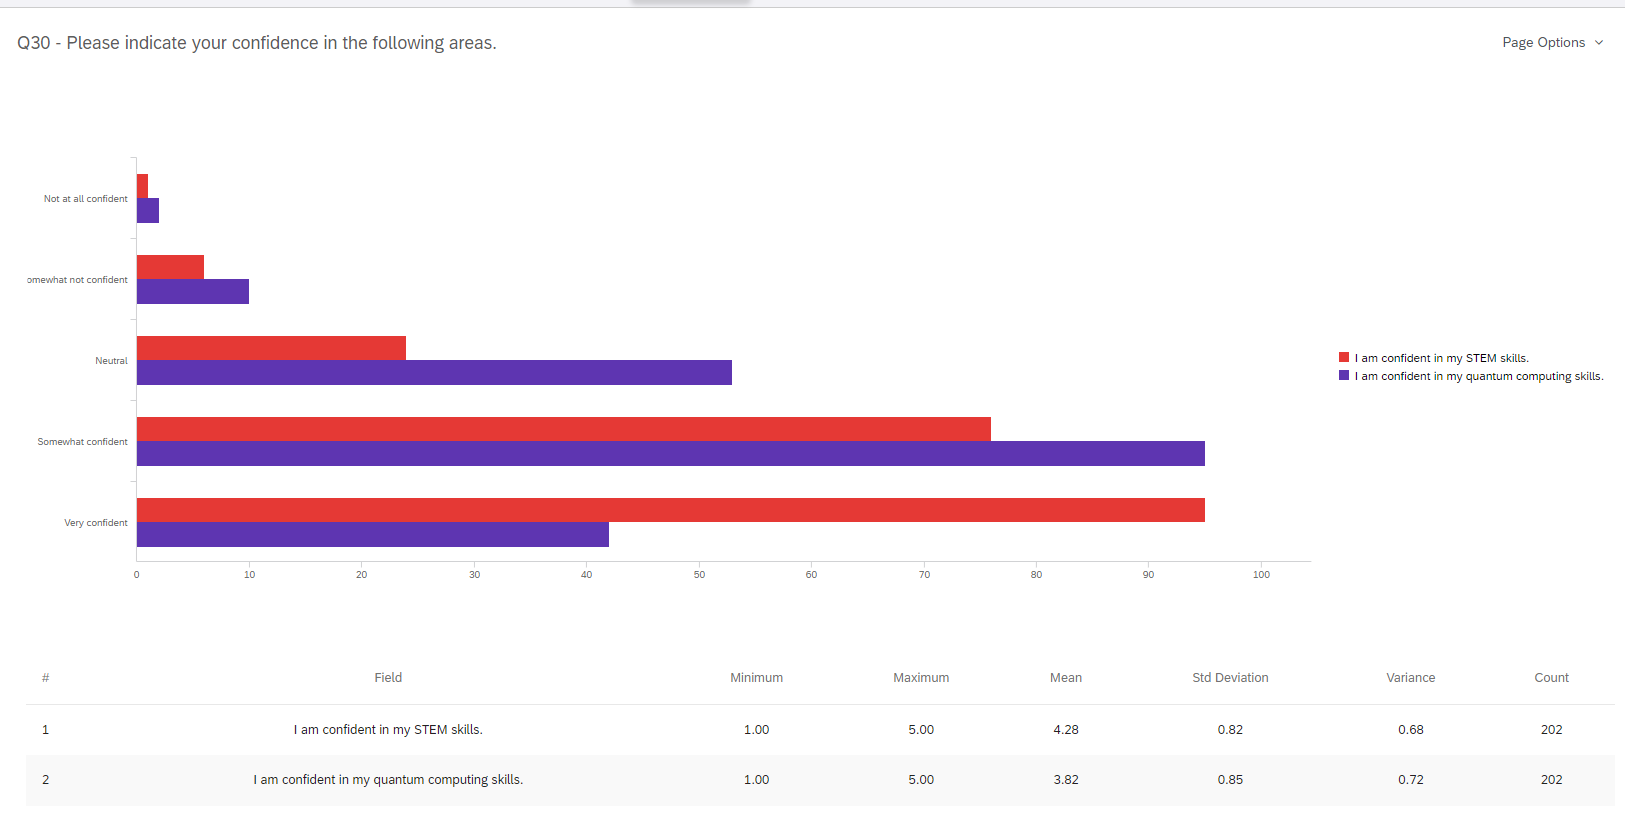 Q30 - Please indicate your confidence in the following areas.
Page Options
Not at all confident
omewhat not confident
Neutral
Somewhat confident
Very confident
0 10 20 30 40 50 60 70 80 90 100
I am confident in my STEM skills.
I am confident in my quantum computing skills.
# Field Minimum Maximum Mean Std Deviation Variance Count
1 I am confident in my STEM skills. 1.00 5.00 4.28 0.82 0.68 202
2 I am confident in my quantum computing skills. 1.00 5.00 3.82 0.85 0.72 202